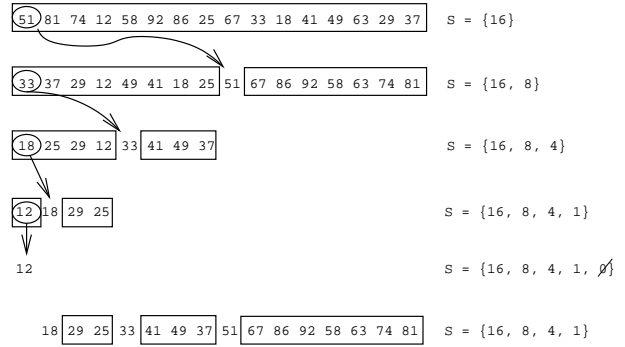 51 81 74 12 58 92 86 25 67 33 18 41 49 63 29 37 S = {16}
33 37 29 12 49 41 18 25 51 67 86 92 58 63 74 81 S = {16, 8}
18 25 29 12 33 41 49 37 S = {16, 8, 4}
12 18 29 25 S = {16, 8, 4, 1}
12 S = {16, 8, 4, 1, 0}
18 29 25 33 41 49 37 51 67 86 92 58 63 74 81 S = {16, 8, 4, 1}